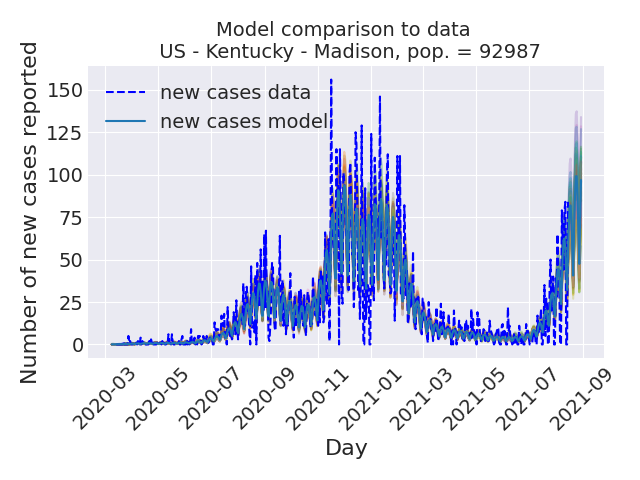 Model comparison to data
US - Kentucky - Madison, pop. = 92987
Number of new cases reported
150
125
100
75
50
25
0
new cases data
new cases model
2020-03
2020-05
2020-07
2020-09
2020-11
2021-01
2021-03
2021-05
2021-07
2021-09
Day